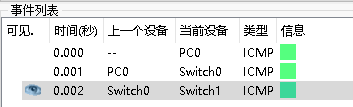 事件列表
可见. 时间(秒) 上一个设备 当前设备 类型 信息
0.000 -- PC0 ICMP
0.001 PC0 Switch0 ICMP
0.002 Switch0 Switch1 ICMP